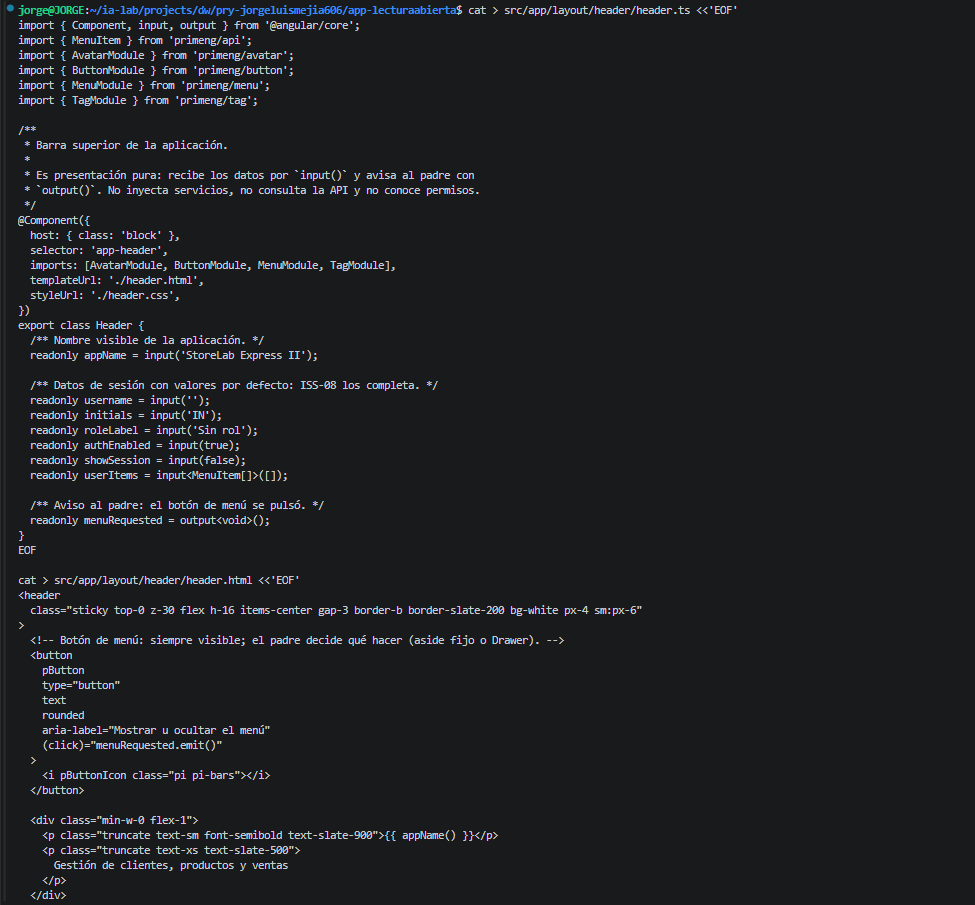 jorge@JORGE:~/ia-lab/projects/dw/pry-jorgeluismejia606/app-lecturaabierta$ cat > src/app/layout/header/header.ts <<'EOF'
import { Component, input, output } from '@angular/core';
import { MenuItem } from 'primeng/api';
import { AvatarModule } from 'primeng/avatar';
import { ButtonModule } from 'primeng/button';
import { MenuModule } from 'primeng/menu';
import { TagModule } from 'primeng/tag';

/**
 * Barra superior de la aplicación.
 *
 * Es presentación pura: recibe los datos por `input()` y avisa al padre con
 * `output()`. No inyecta servicios, no consulta la API y no conoce permisos.
 */
@Component({
  host: { class: 'block' },
  selector: 'app-header',
  imports: [AvatarModule, ButtonModule, MenuModule, TagModule],
  templateUrl: './header.html',
  styleUrl: './header.css',
})
export class Header {
  /** Nombre visible de la aplicación. */
  readonly appName = input('StoreLab Express II');

  /** Datos de sesión con valores por defecto: ISS-08 los completa. */
  readonly username = input('');
  readonly initials = input('IN');
  readonly roleLabel = input('Sin rol');
  readonly authEnabled = input(true);
  readonly showSession = input(false);
  readonly userItems = input<MenuItem[]>([]);

  /** Aviso al padre: el botón de menú se pulsó. */
  readonly menuRequested = output<void>();
}
EOF

cat > src/app/layout/header/header.html <<'EOF'
<header
  class="sticky top-0 z-30 flex h-16 items-center gap-3 border-b border-slate-200 bg-white px-4 sm:px-6"
>
  <!-- Botón de menú: siempre visible; el padre decide qué hacer (aside fijo o Drawer). -->
  <button
    pButton
    type="button"
    text
    rounded
    aria-label="Mostrar u ocultar el menú"
    (click)="menuRequested.emit()"
  >
    <i pButtonIcon class="pi pi-bars"></i>
  </button>

  <div class="min-w-0 flex-1">
    <p class="truncate text-sm font-semibold text-slate-900">{{ appName() }}</p>
    <p class="truncate text-xs text-slate-500">
      Gestión de clientes, productos y ventas
    </p>
  </div>